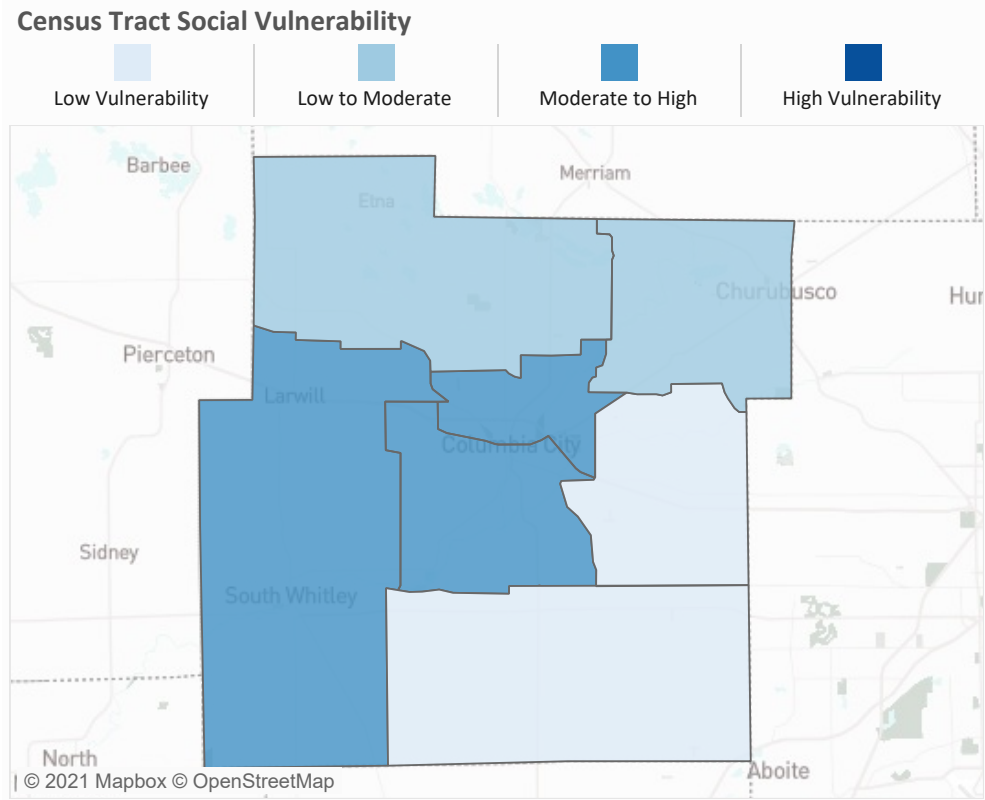 Census Tract Social Vulnerability
Low Vulnerability
Low to Moderate
Moderate to High
High Vulnerability
Barbee
Merriam
Etna
Churubusco
Hur
Pierceton
Larwill
Columbia City
Sidney
South Whitley
North
Aboite
| © 2021 Mapbox © OpenStreetMap